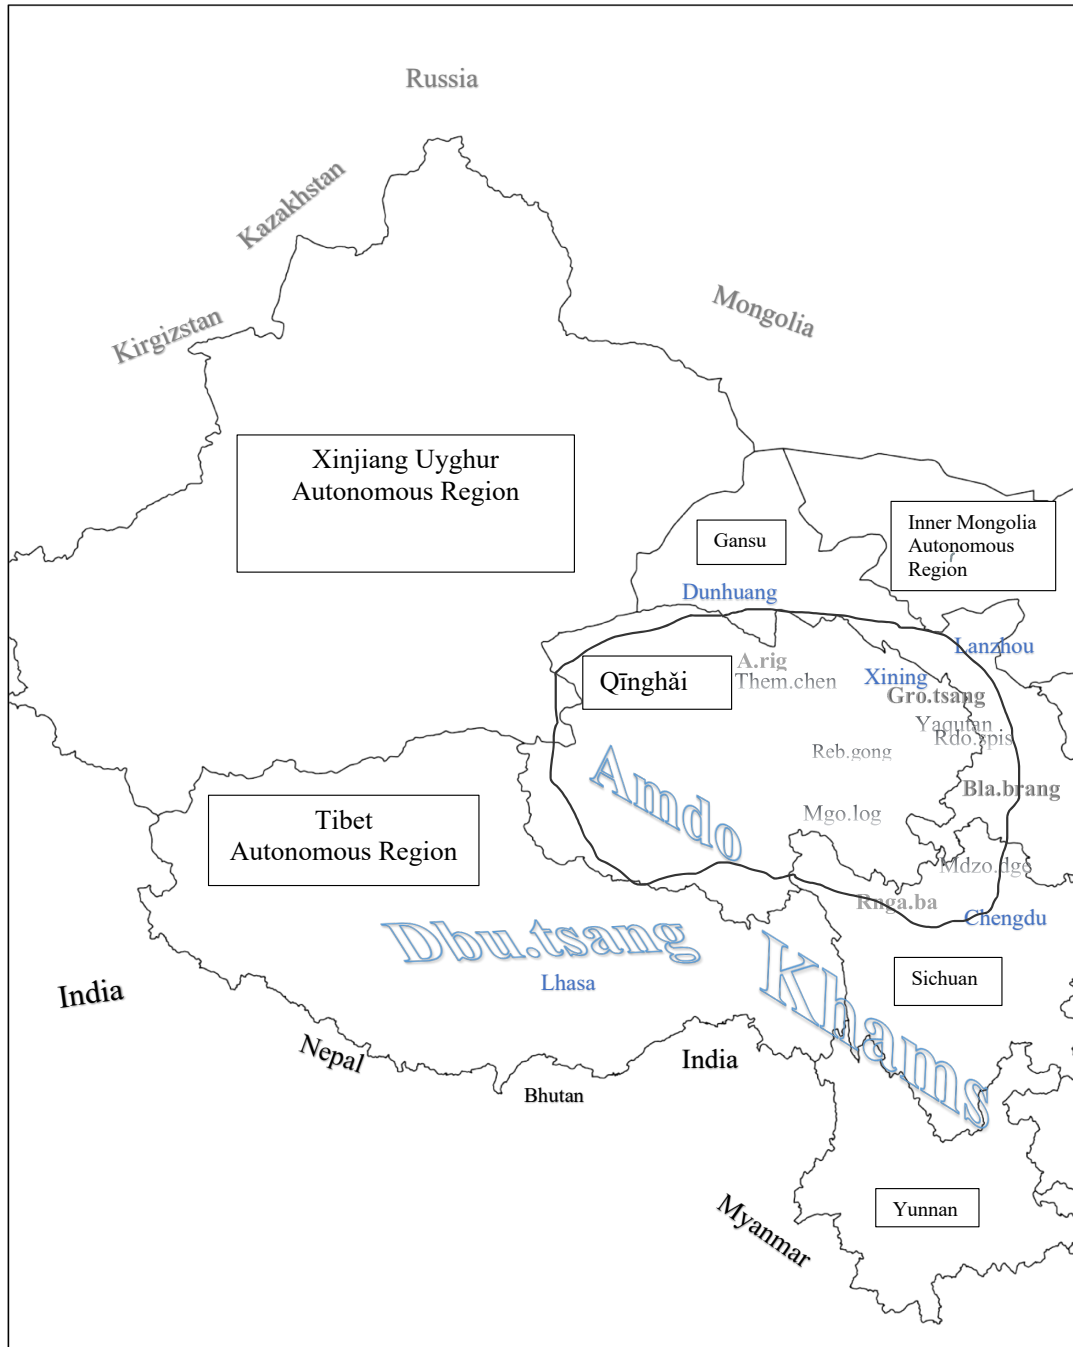 Russia
Kazakhstan
Mongolia
Kirgizstan
Xinjiang Uyghur
Autonomous Region
Inner Mongolia
Autonomous
Region
Gansu
Dunhuang
Lanzhou
A.rig
Xining
Qīnghǎi
Them.chen
Gro.tsang
Yaqutan
Rdo.spis
Reb.gong
Amdo
Bla.brang
Mgo.log
Tibet
Autonomous Region
Mdzo.dge
Rnga.ba
Chengdu
Dbu.tsang
Khams
Lhasa
Sichuan
India
Nepal
India
Bhutan
Yunnan
Myanmar